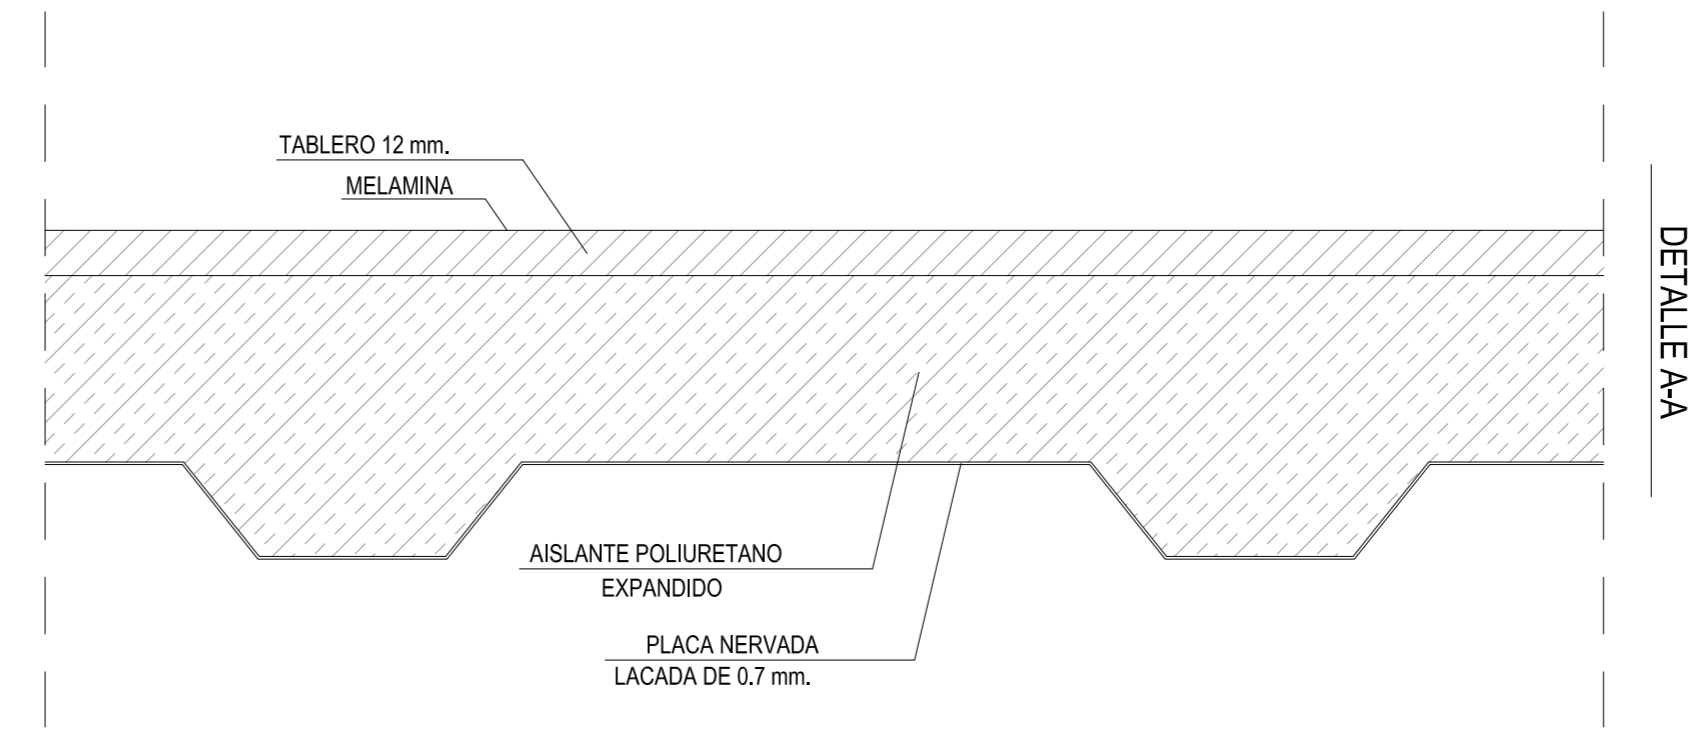 TABLERO 12 mm.
MELAMINA
AISLANTE POLIURETANO
EXPANDIDO
PLACA NERVADA
LACADA DE 0.7 mm.
DETALLE A-A